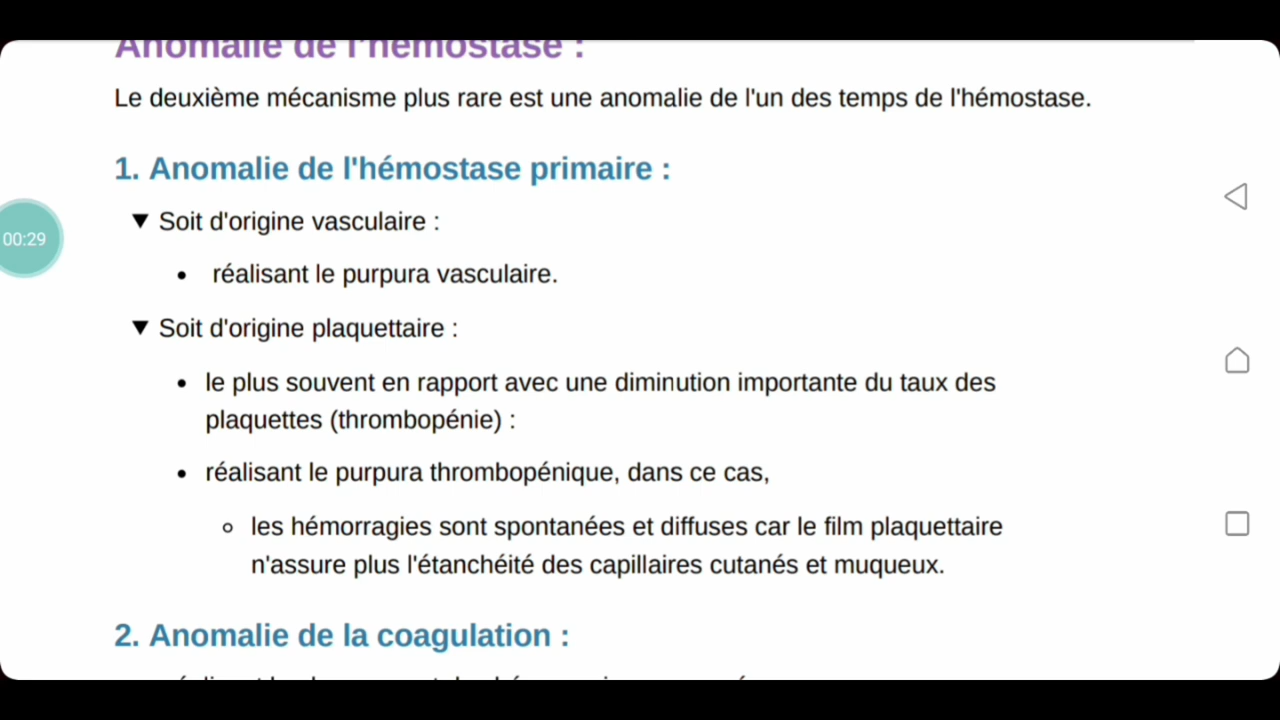 Anomalie de l'hémostase :
Le deuxième mécanisme plus rare est une anomalie de l'un des temps de l'hémostase.
1. Anomalie de l'hémostase primaire :
▼ Soit d'origine vasculaire :
• réalisant le purpura vasculaire.
00:29
▼ Soit d'origine plaquettaire :
• le plus souvent en rapport avec une diminution importante du taux des
plaquettes (thrombopénie) :
• réalisant le purpura thrombopénique, dans ce cas,
○ les hémorragies sont spontanées et diffuses car le film plaquettaire
n'assure plus l'étanchéité des capillaires cutanés et muqueux.
2. Anomalie de la coagulation :